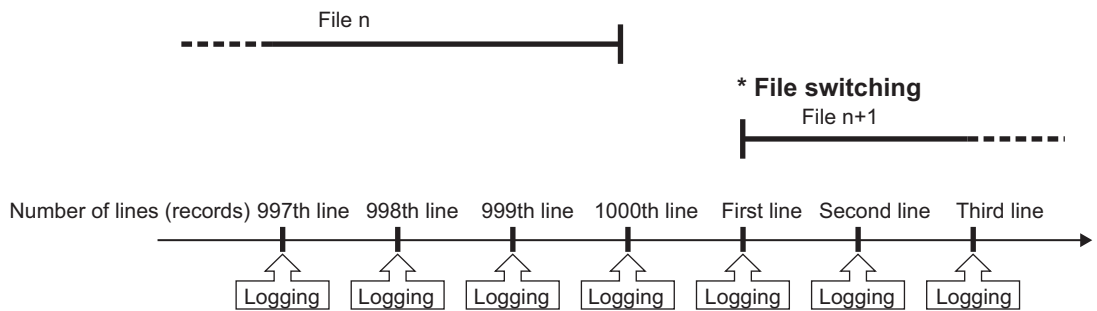 File n
* File switching
File n+1
Number of lines (records) 997th line 998th line 999th line 1000th line First line Second line Third line
Logging Logging Logging Logging Logging Logging Logging